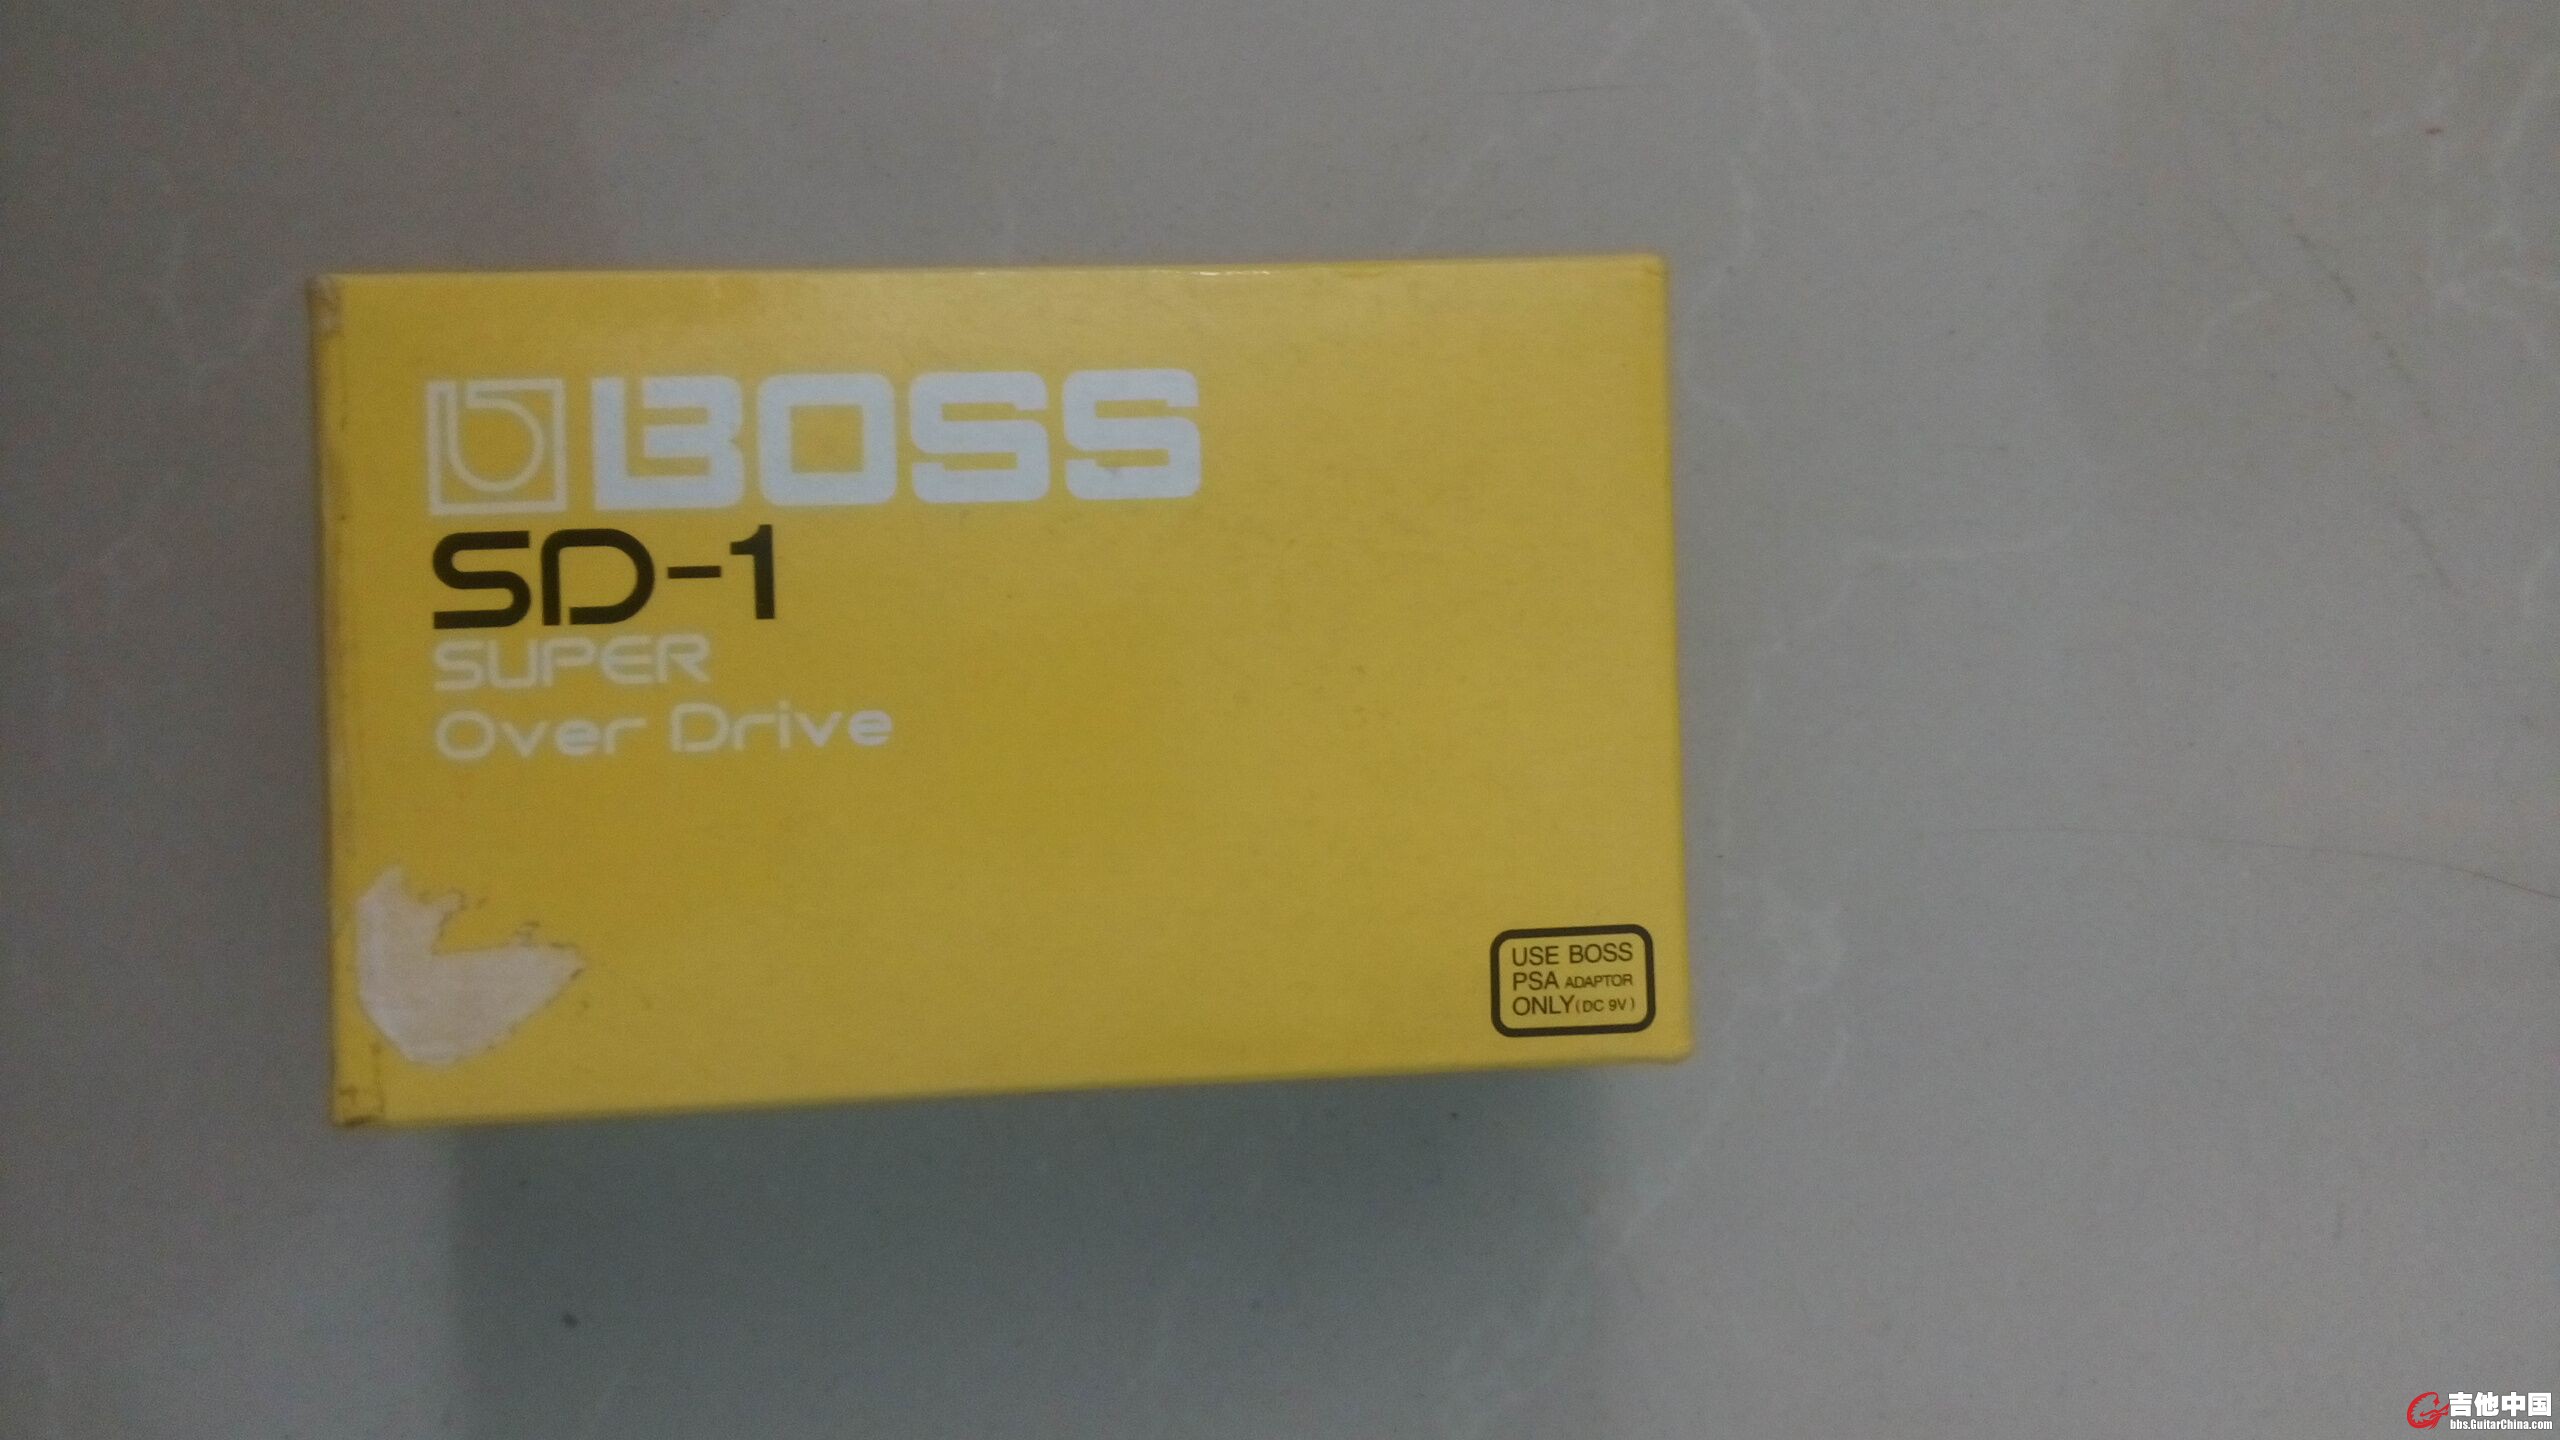 BOSS
SD-1
SUPER
Over Drive
USE BOSS
PSA ADAPTOR
ONLY (DC 9V)
吉他中国
bbs.GuitarChina.com